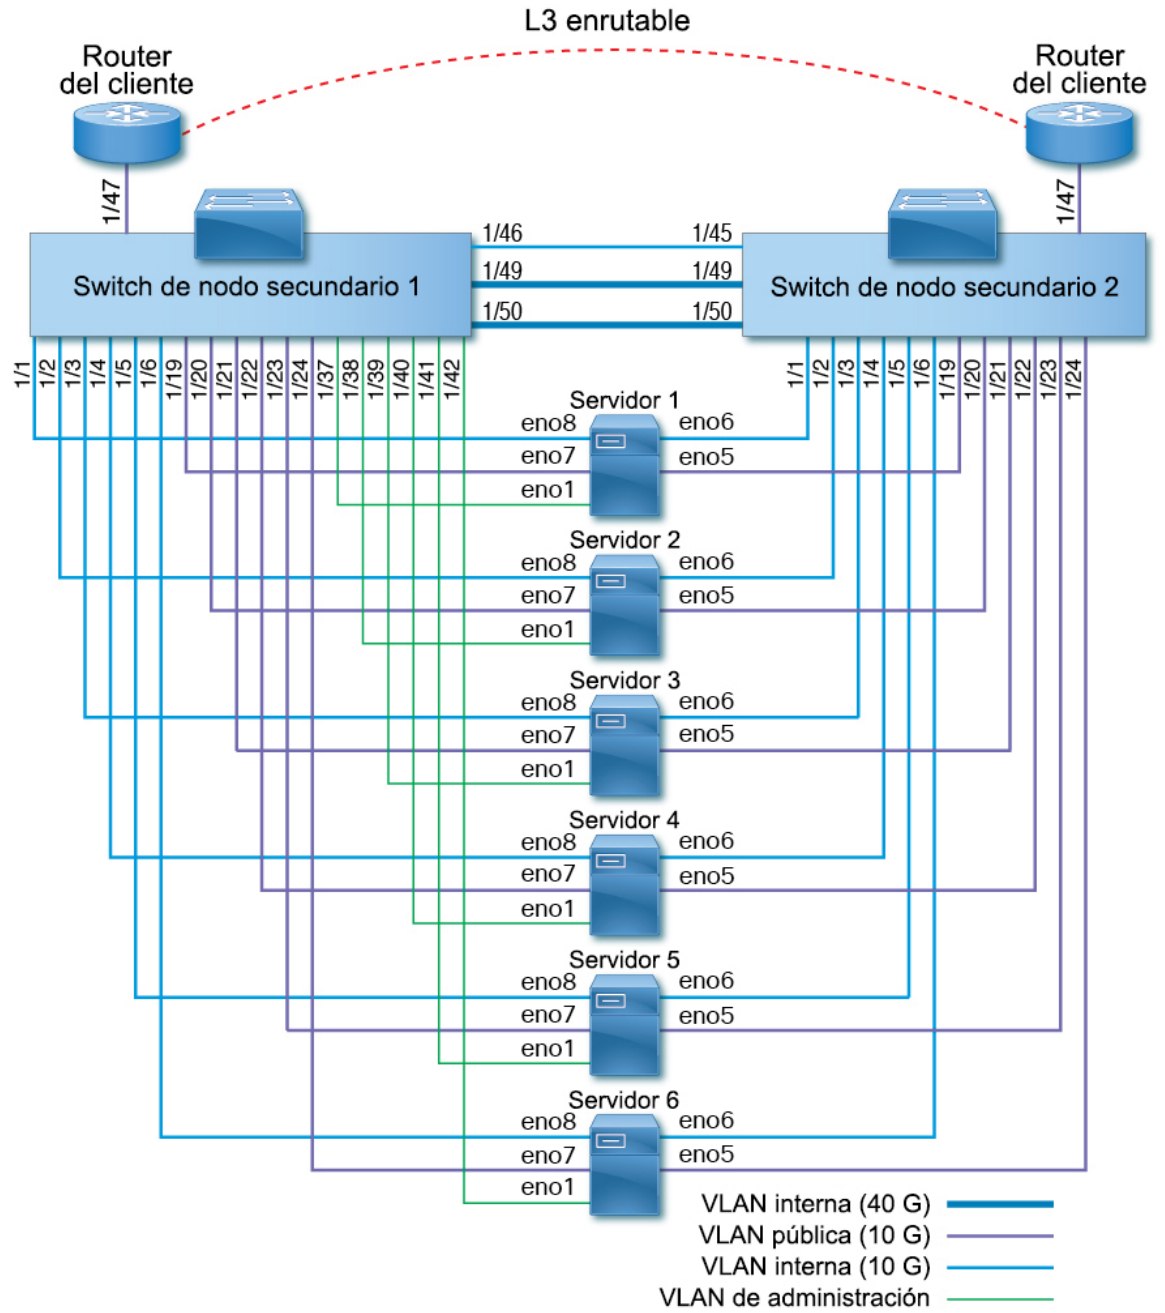 L3 enrutable
Router
del cliente
Router
del cliente
1/47
1/47
1/46
1/45
Switch de nodo secundario 1
1/49
1/49
Switch de nodo secundario 2
1/50
1/50
1/1
1/2
1/3
1/4
1/5
1/6
1/19
1/20
1/21
1/22
1/23
1/24
1/37
1/38
1/39
1/40
1/41
1/42
1/1
1/2
1/3
1/4
1/5
1/6
1/19
1/20
1/21
1/22
1/23
1/24
Servidor 1
eno8
eno6
eno7
eno5
eno1
Servidor 2
eno8
eno6
eno7
eno5
eno1
Servidor 3
eno8
eno6
eno7
eno5
eno1
Servidor 4
eno8
eno6
eno7
eno5
eno1
Servidor 5
eno8
eno6
eno7
eno5
eno1
Servidor 6
eno8
eno6
eno7
eno5
eno1
VLAN interna (40 G)
VLAN pública (10 G)
VLAN interna (10 G)
VLAN de administración